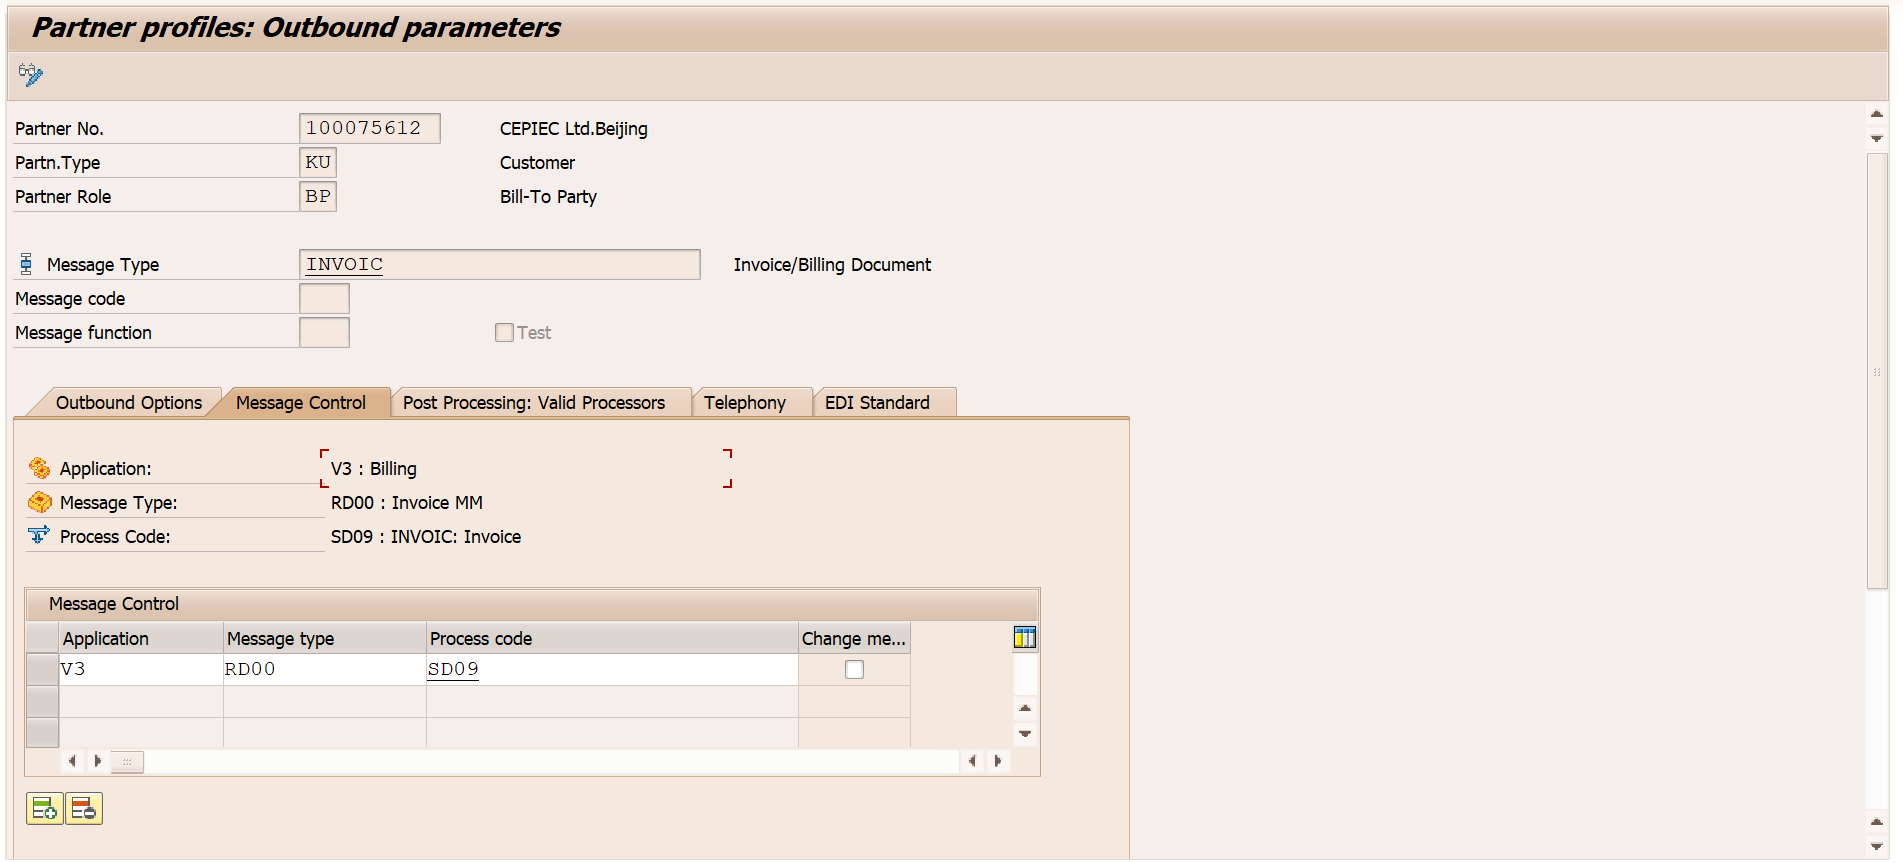 Partner profiles: Outbound parameters
Partner No. 100075612 CEPIEC Ltd.Beijing
Partn.Type KU Customer
Partner Role BP Bill-To Party
Message Type INVOIC Invoice/Billing Document
Message code
Message function Test
Outbound Options Message Control Post Processing: Valid Processors Telephony EDI Standard
Application: V3 : Billing
Message Type: RD00 : Invoice MM
Process Code: SD09 : INVOIC: Invoice
Message Control
Application Message type Process code Change me...
V3 RD00 SD09